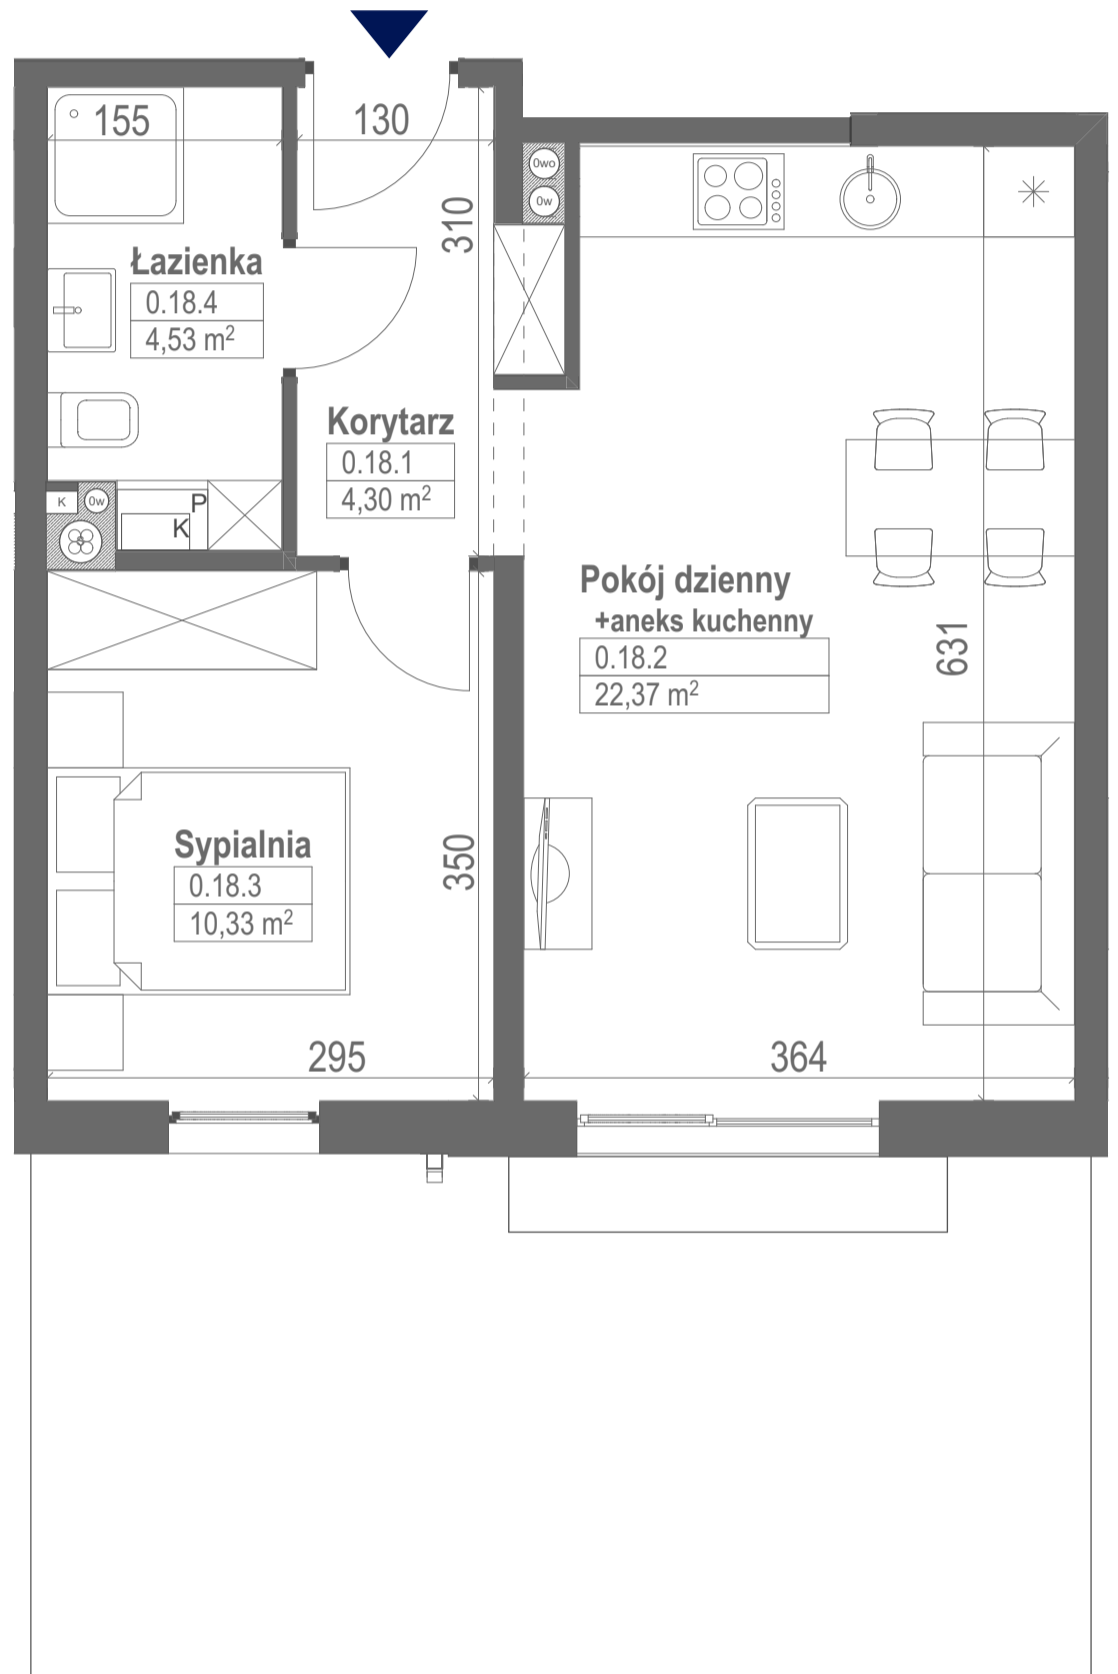 155
130
0wo
0w
310
Łazienka
0.18.4
4,53 m²
Korytarz
0.18.1
4,30 m²
K
0w
P
K
Pokój dzienny
+aneks kuchenny
0.18.2
22,37 m²
631
Sypialnia
0.18.3
10,33 m²
350
295
364